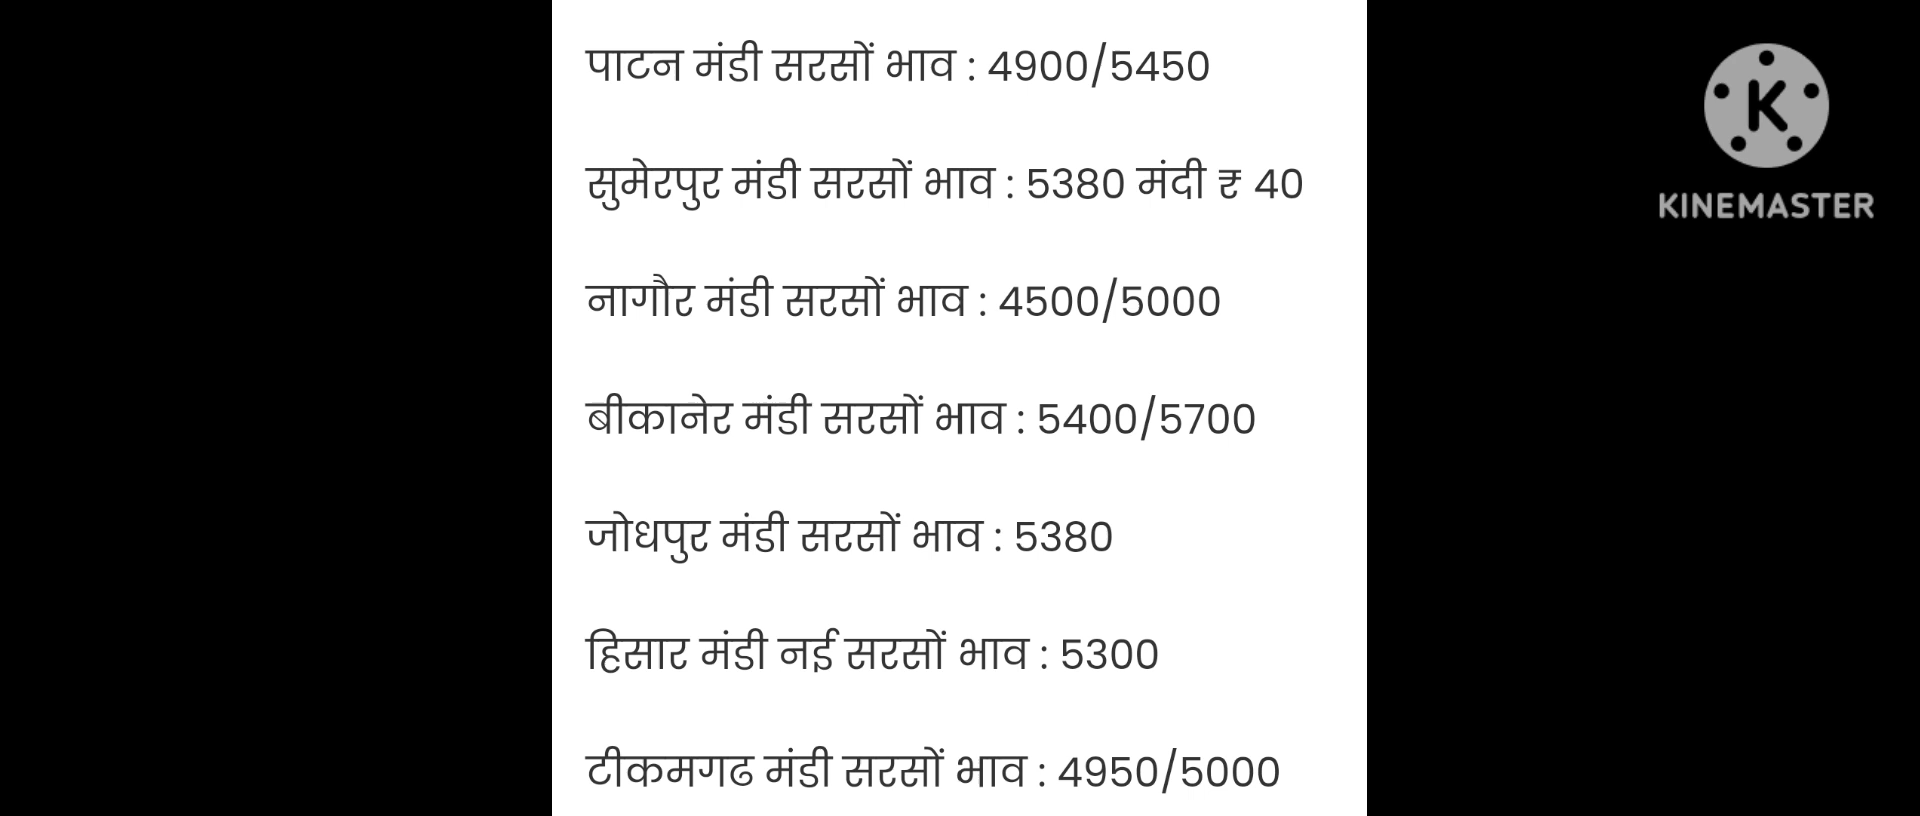 पाटन मंडी सरसों भाव : 4900/5450
सुमेरपुर मंडी सरसों भाव : 5380 मंदी ₹ 40
नागौर मंडी सरसों भाव : 4500/5000
बीकानेर मंडी सरसों भाव : 5400/5700
जोधपुर मंडी सरसों भाव : 5380
हिसार मंडी नई सरसों भाव : 5300
टीकमगढ मंडी सरसों भाव : 4950/5000
K
KINEMASTER